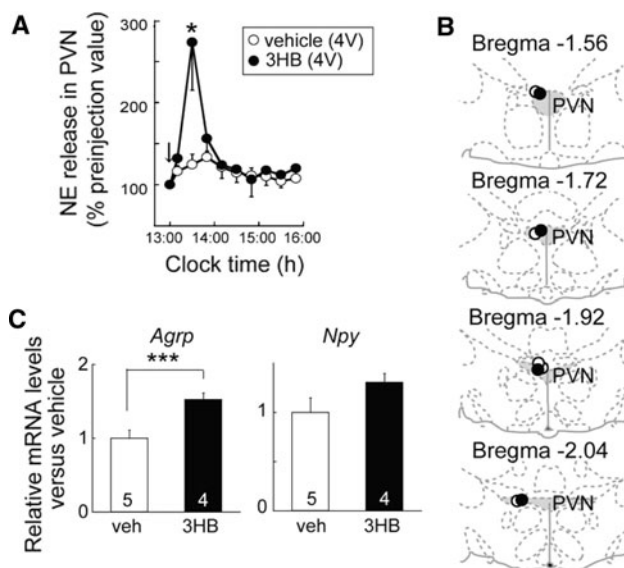 A
NE release in PVN
(% preinjection value)
300
200
100
*
vehicle (4V)
3HB (4V)
13:00 14:00 15:00 16:00
Clock time (h)
B
Bregma -1.56
PVN
Bregma -1.72
PVN
Bregma -1.92
PVN
Bregma -2.04
PVN
C
Relative mRNA levels
versus vehicle
Agrp
2
1
0
***
5 4
veh 3HB
Npy
1
0
5 4
veh 3HB